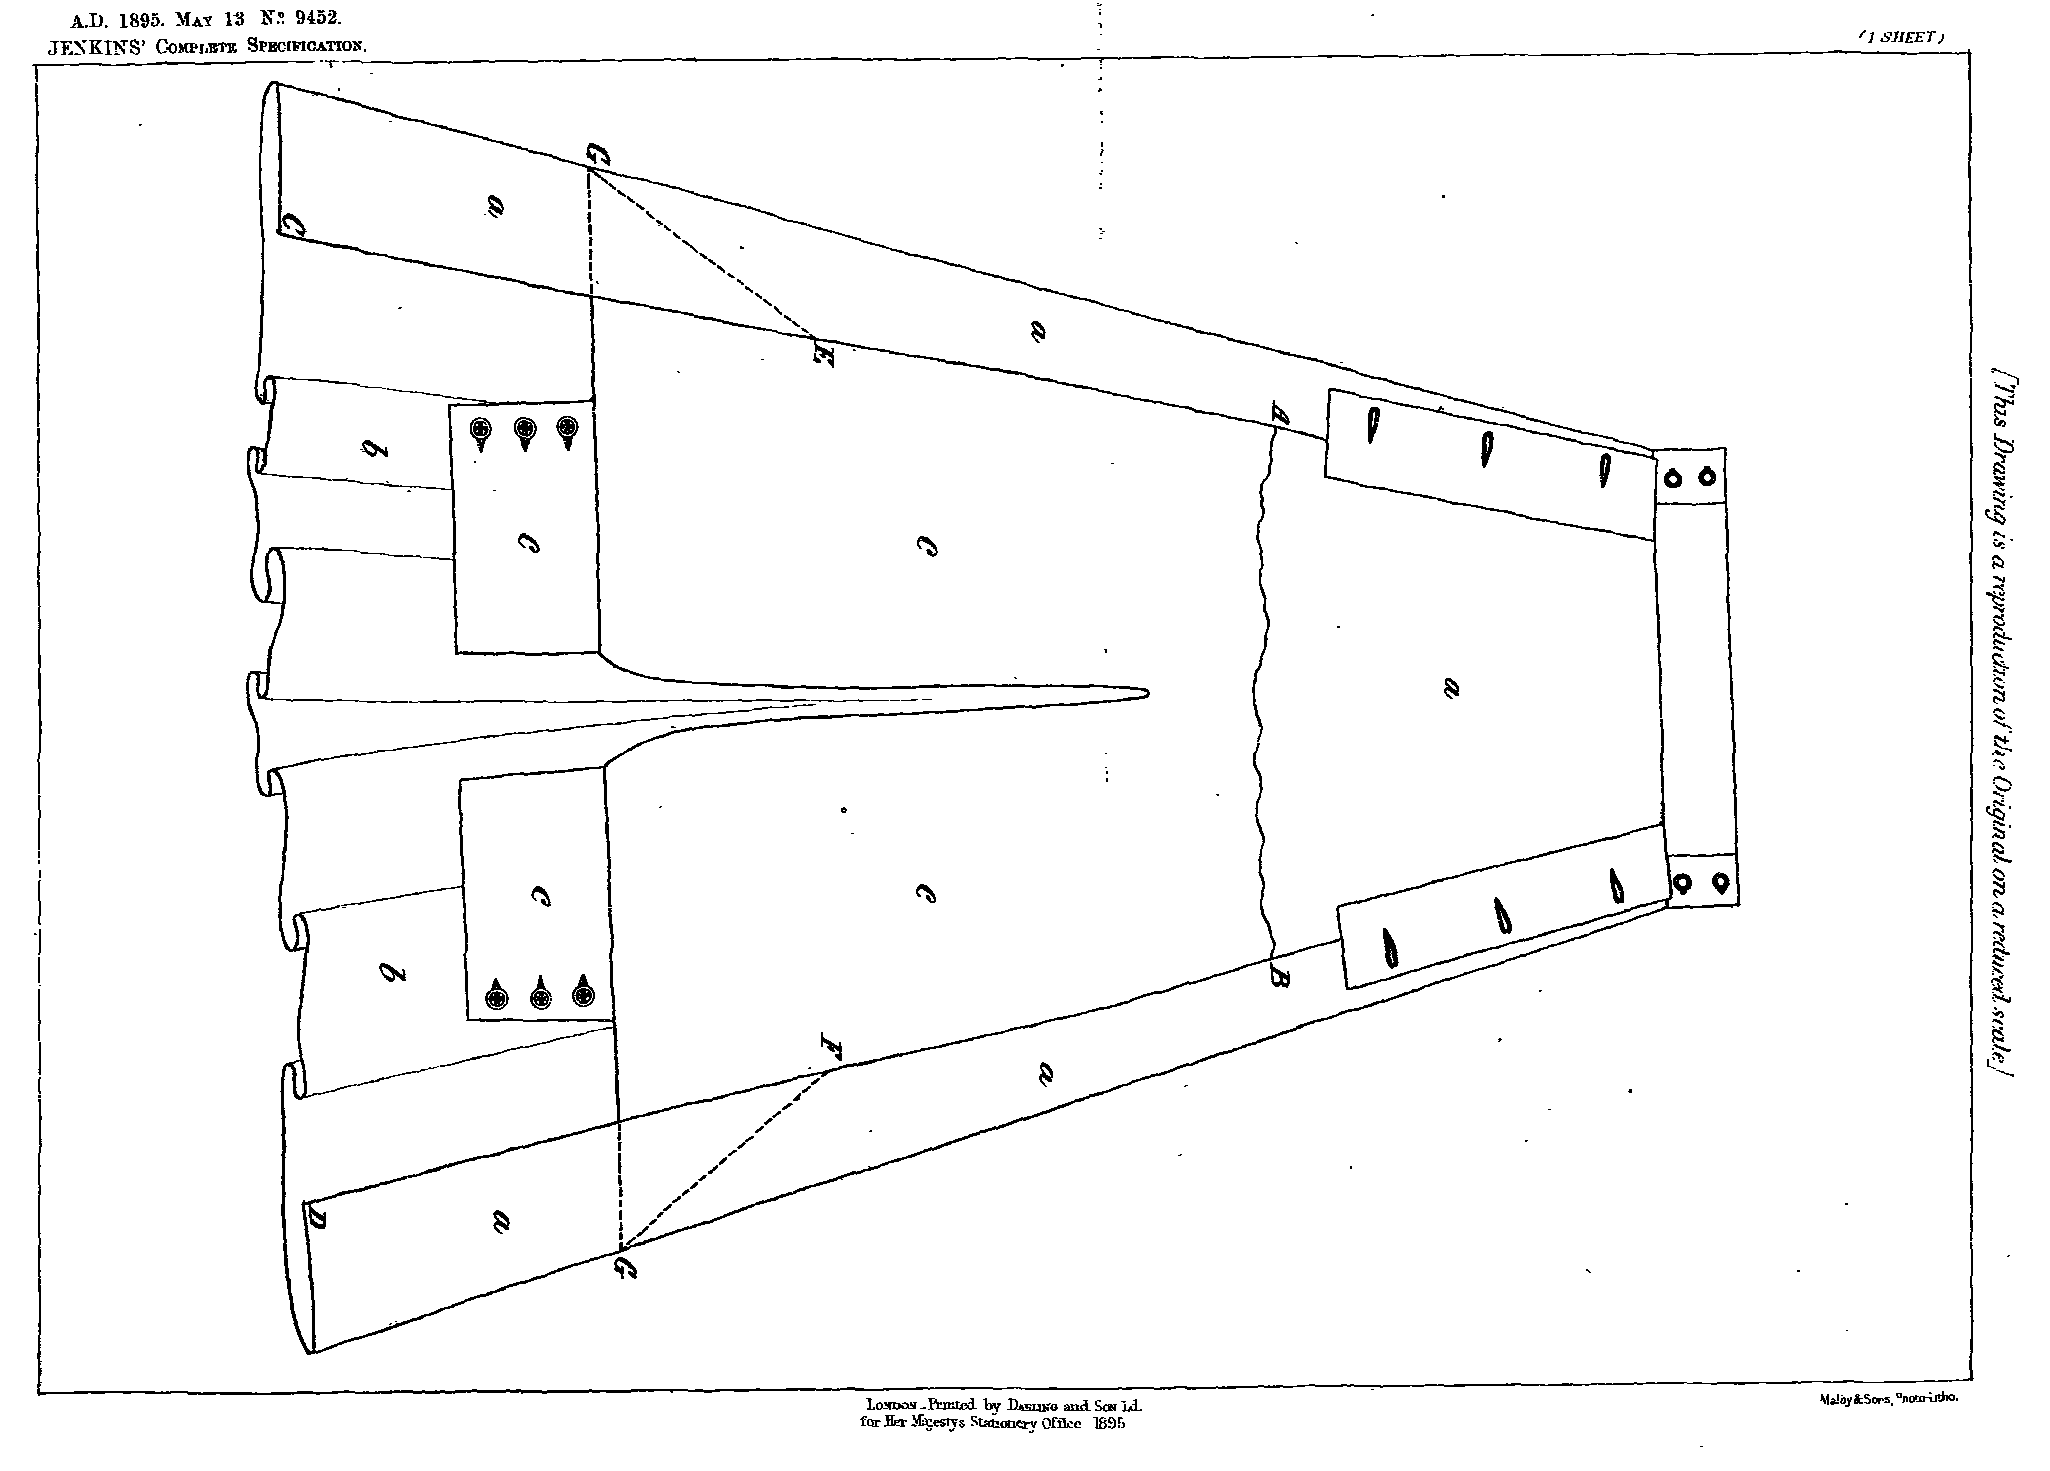 A.D. 1895. MAY 13 No. 9452.
JENKINS' COMPLETE SPECIFICATION.
(1 SHEET)
G
a
C
a
E
A
b
C
C
a
c
c
b
B
F
a
D
a
G
[This Drawing is a reproduction of the Original on a reduced scale]
LONDON. Printed by DARLING and SON Ld.
for Her Majestys Stationery Office 1895
Malby & Sons, Photo-Litho.